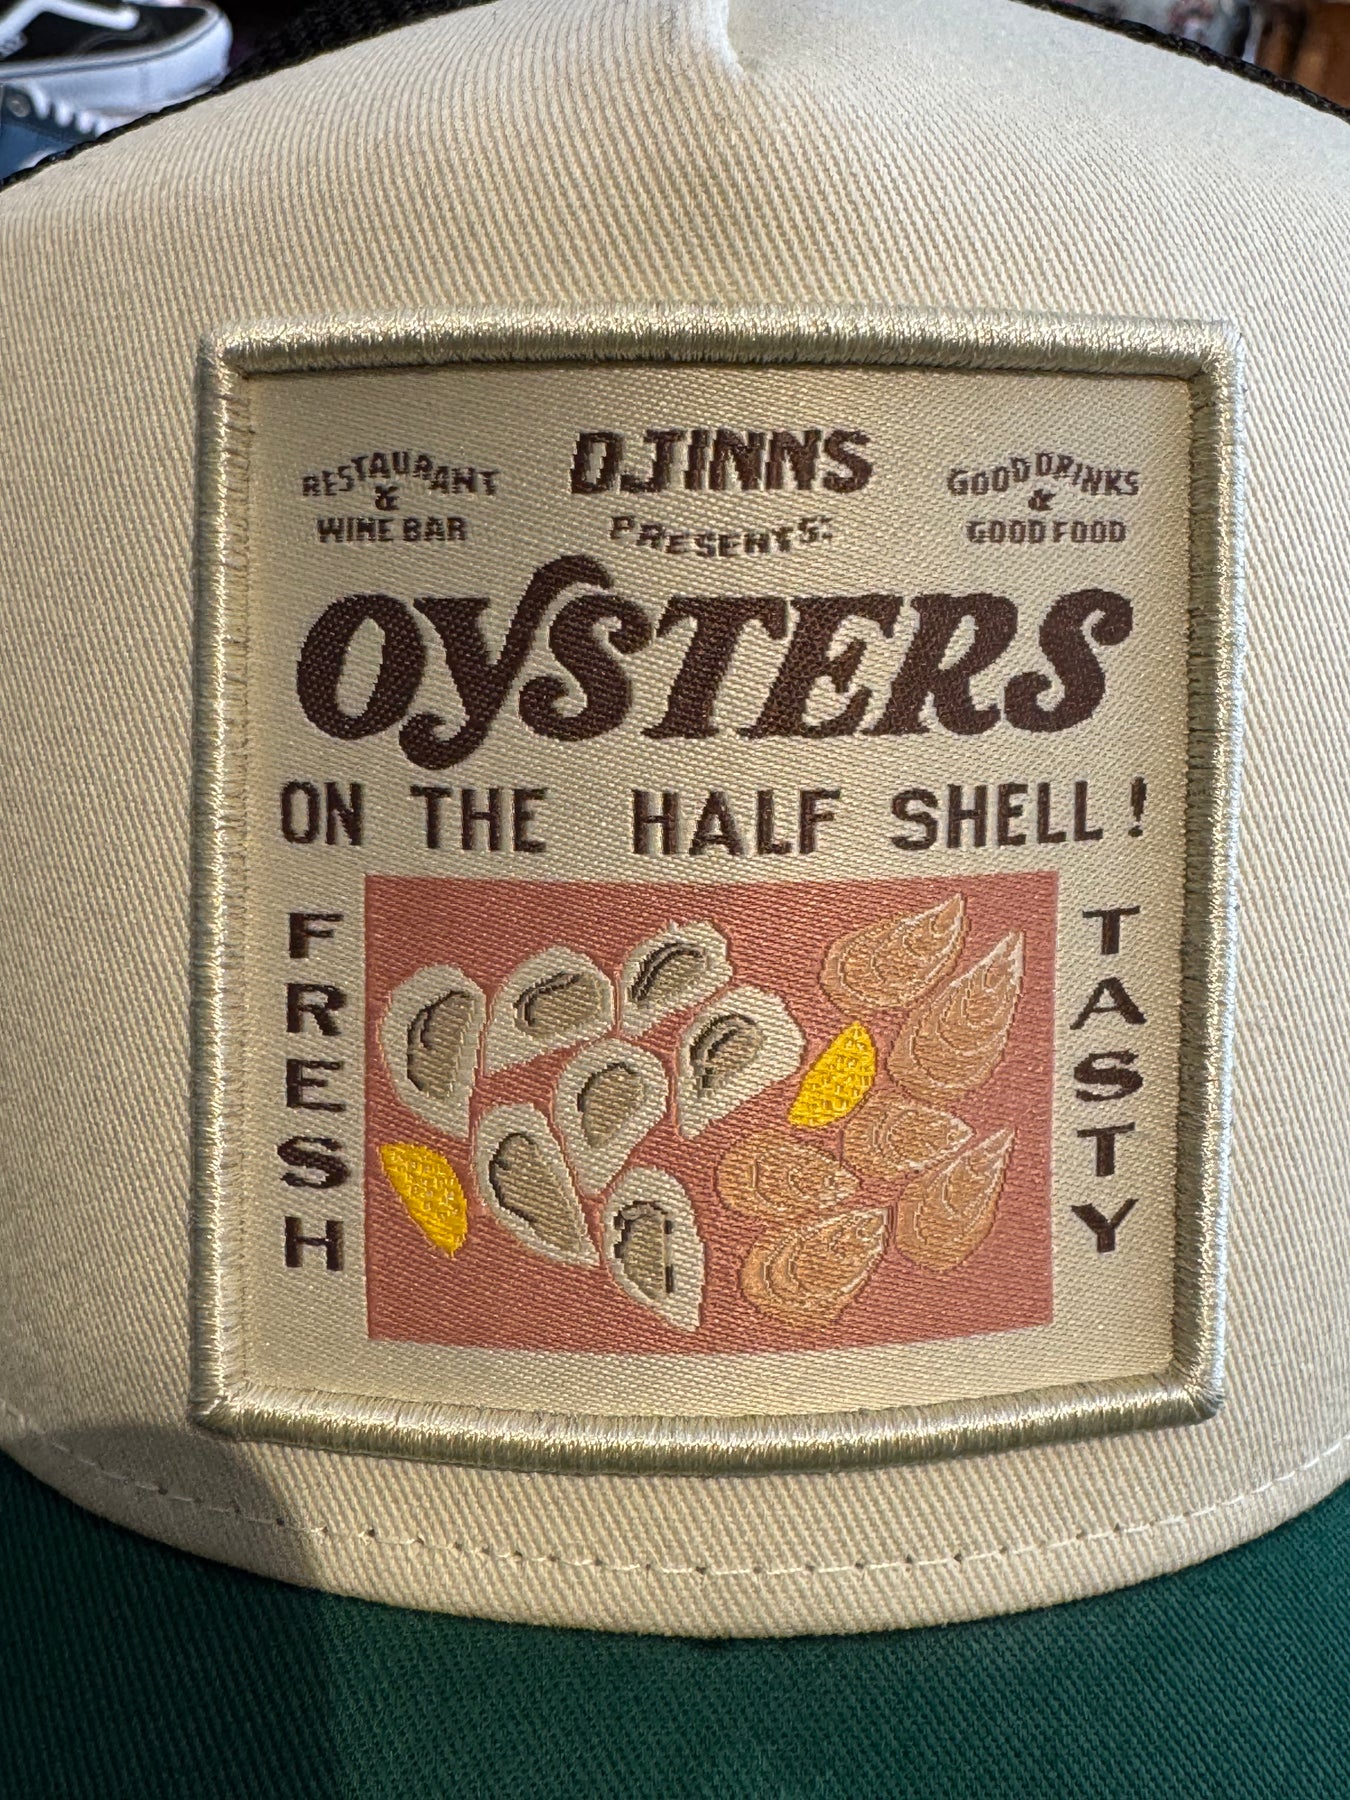 RESTAURANT
&
WINE BAR
DJINNS
PRESENTS:
GOOD DRINKS
&
GOOD FOOD
OYSTERS
ON THE HALF SHELL!
FRESH
TASTY